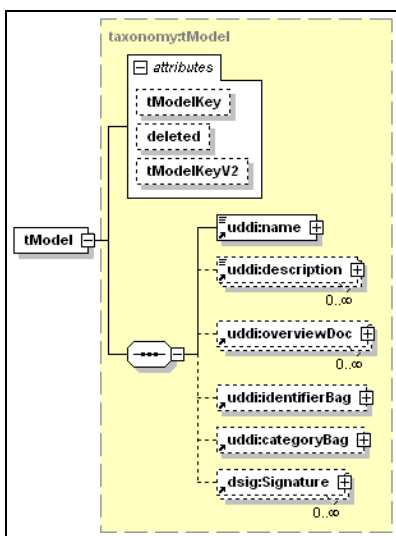 taxonomy:tModel
attributes
tModelKey
deleted
tModelKeyV2
tModel
uddi:name
uddi:description
0..∞
uddi:overviewDoc
0..∞
uddi:identifierBag
uddi:categoryBag
dsig:Signature
0..∞